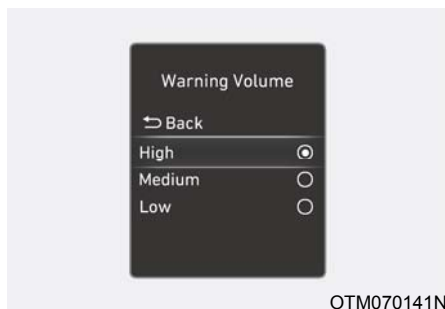 Warning Volume
Back
High
Medium
Low
OTM070141N